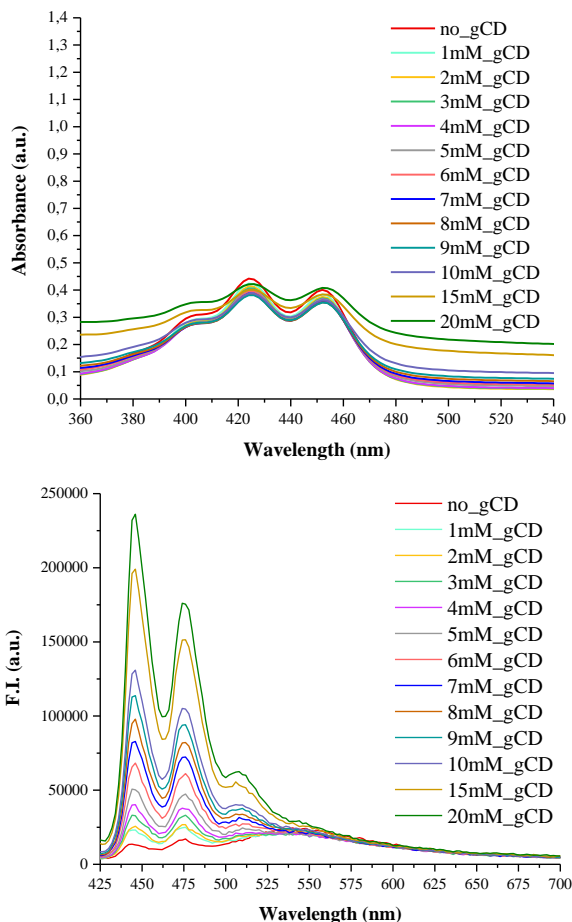 1,4
1,3
1,2
1,1
1,0
0,9
0,8
0,7
0,6
0,5
0,4
0,3
0,2
0,1
0,0
Absorbance (a.u.)
360 380 400 420 440 460 480 500 520 540
Wavelength (nm)
no_gCD
1mM_gCD
2mM_gCD
3mM_gCD
4mM_gCD
5mM_gCD
6mM_gCD
7mM_gCD
8mM_gCD
9mM_gCD
10mM_gCD
15mM_gCD
20mM_gCD
250000
200000
150000
100000
50000
0
F.I. (a.u.)
425 450 475 500 525 550 575 600 625 650 675 700
Wavelength (nm)
no_gCD
1mM_gCD
2mM_gCD
3mM_gCD
4mM_gCD
5mM_gCD
6mM_gCD
7mM_gCD
8mM_gCD
9mM_gCD
10mM_gCD
15mM_gCD
20mM_gCD